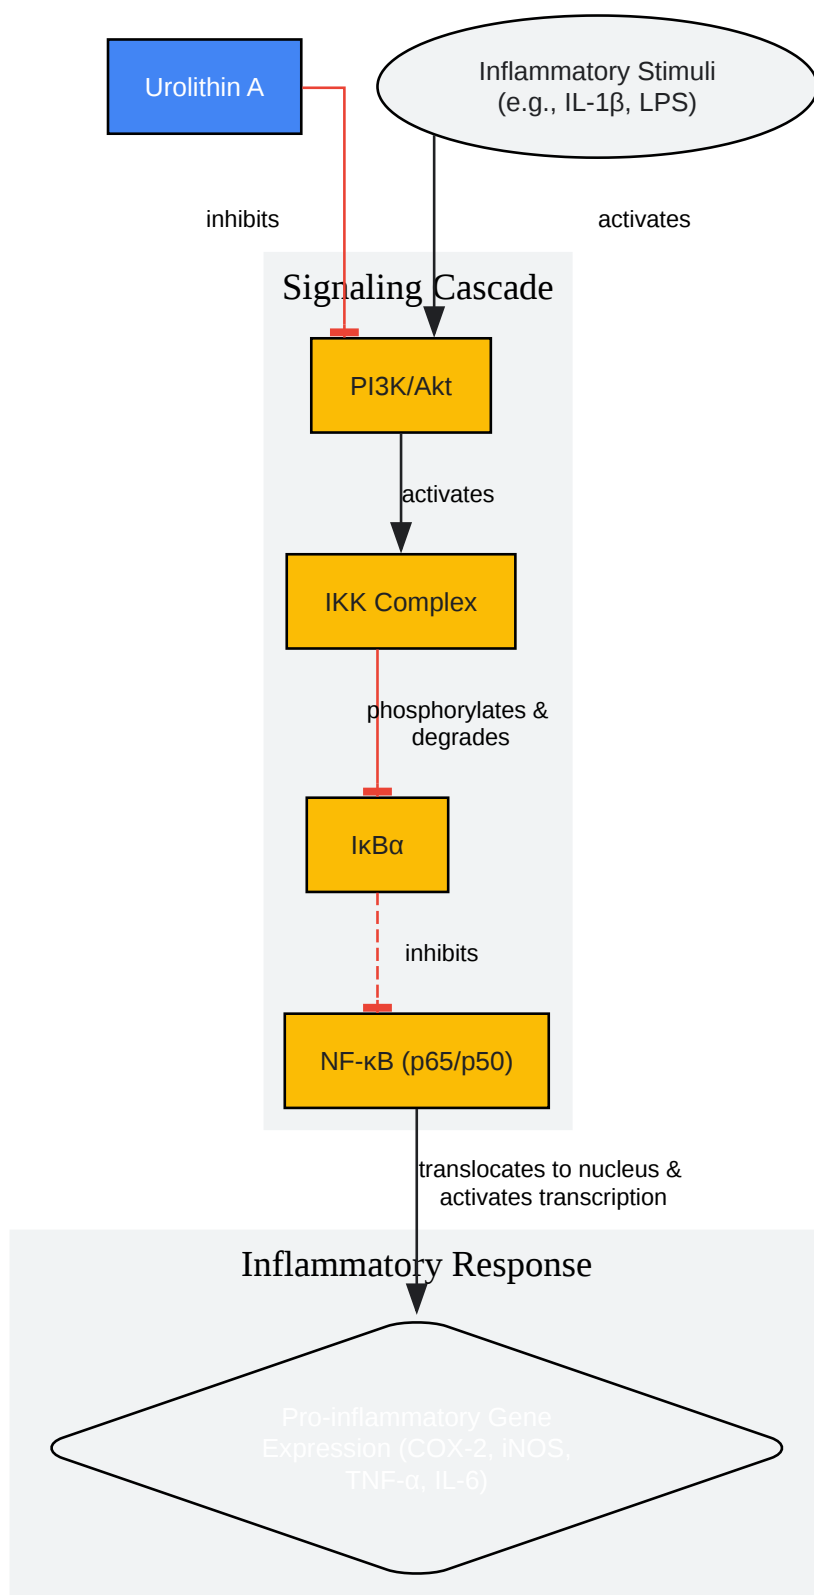 Urolithin A
Inflammatory Stimuli
(e.g., IL-1β, LPS)
inhibits
activates
Signaling Cascade
PI3K/Akt
activates
IKK Complex
phosphorylates &
degrades
IκBα
inhibits
NF-κB (p65/p50)
translocates to nucleus &
activates transcription
Inflammatory Response
Pro-inflammatory Gene
Expression (COX-2, iNOS,
TNF-α, IL-6)